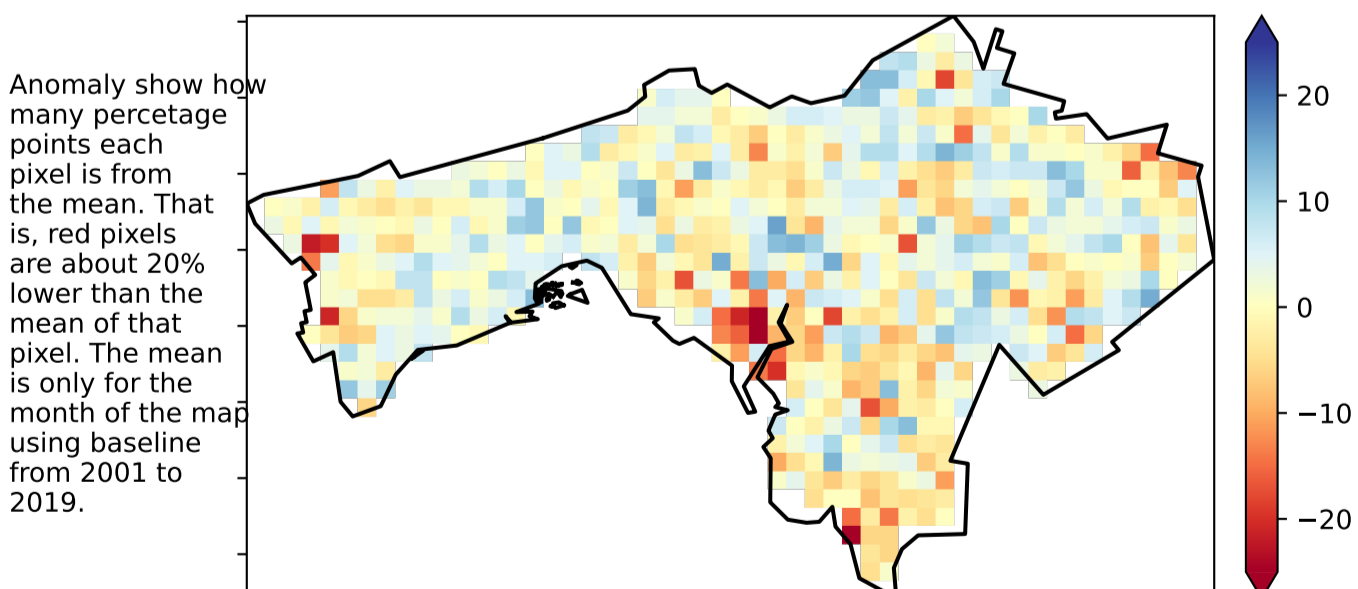 Anomaly show how
many percetage
points each
pixel is from
the mean. That
is, red pixels
are about 20%
lower than the
mean of that
pixel. The mean
is only for the
month of the map
using baseline
from 2001 to
2019.
20
10
0
−10
−20